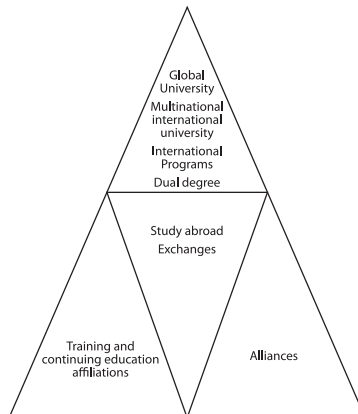 Global
University
Multinational
international
university
International
Programs
Dual degree
Study abroad
Exchanges
Training and
continuing education
affiliations
Alliances